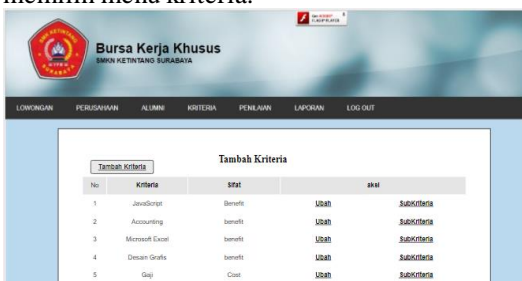 memilih menu kriteria.
Bursa Kerja Khusus
SMKN KETINTANG SURABAYA
LOWONGAN PERUSAHAAN ALUMNI KRITERIA PENILAIAN LAPORAN LOG OUT
Tambah Kriteria
Tambah Kriteria
No Kriteria Sifat aksi
1 JavaScript Benefit Ubah SubKriteria
2 Accounting benefit Ubah SubKriteria
3 Microsoft Excel benefit Ubah SubKriteria
4 Desain Grafis benefit Ubah SubKriteria
5 Gaji Cost Ubah SubKriteria